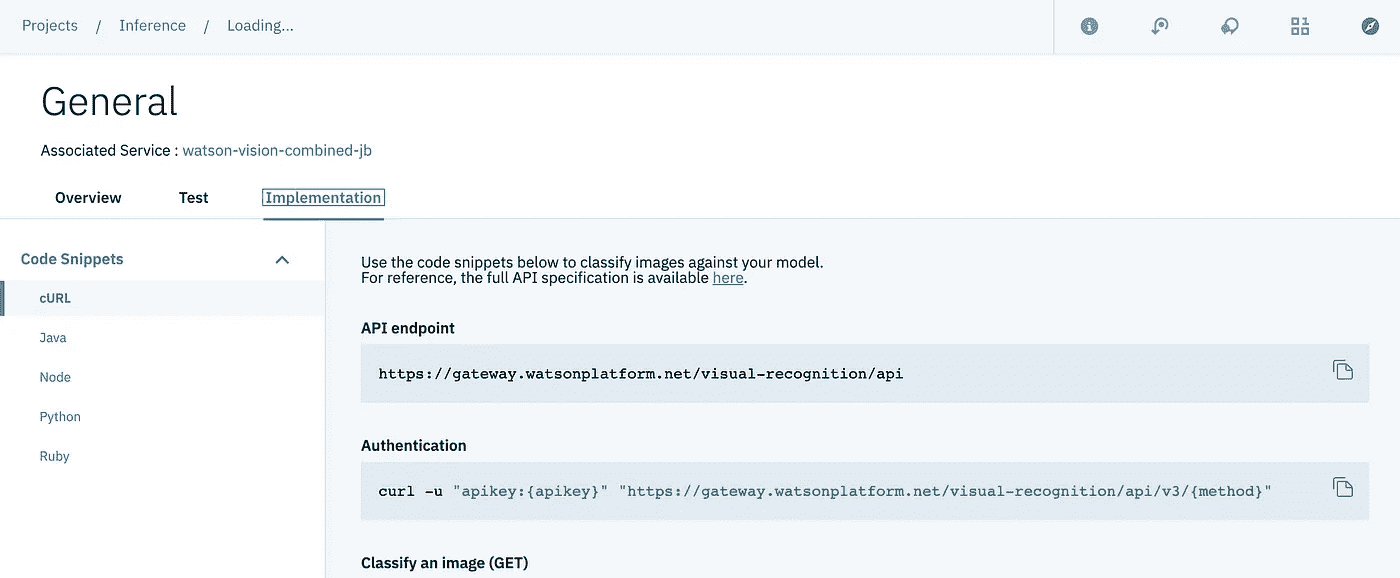 Projects / Inference / Loading...
General
Associated Service : watson-vision-combined-jb
Overview Test Implementation
Code Snippets
cURL
Java
Node
Python
Ruby
Use the code snippets below to classify images against your model.
For reference, the full API specification is available here.
API endpoint
https://gateway.watsonplatform.net/visual-recognition/api
Authentication
curl -u "apikey:{apikey}" "https://gateway.watsonplatform.net/visual-recognition/api/v3/{method}"
Classify an image (GET)